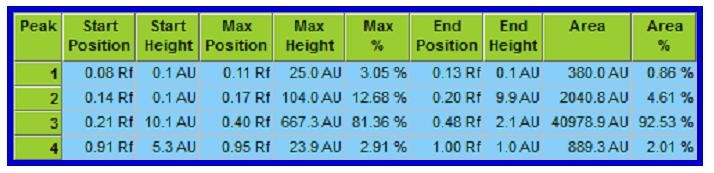 Peak Start Position Start Height Max Position Max Height Max % End Position End Height Area Area %
1 0.08 Rf 0.1 AU 0.11 Rf 25.0 AU 3.05 % 0.13 Rf 0.1 AU 380.0 AU 0.86 %
2 0.14 Rf 0.1 AU 0.17 Rf 104.0 AU 12.68 % 0.20 Rf 9.9 AU 2040.8 AU 4.61 %
3 0.21 Rf 10.1 AU 0.40 Rf 667.3 AU 81.36 % 0.48 Rf 2.1 AU 40978.9 AU 92.53 %
4 0.91 Rf 5.3 AU 0.95 Rf 23.9 AU 2.91 % 1.00 Rf 1.0 AU 889.3 AU 2.01 %